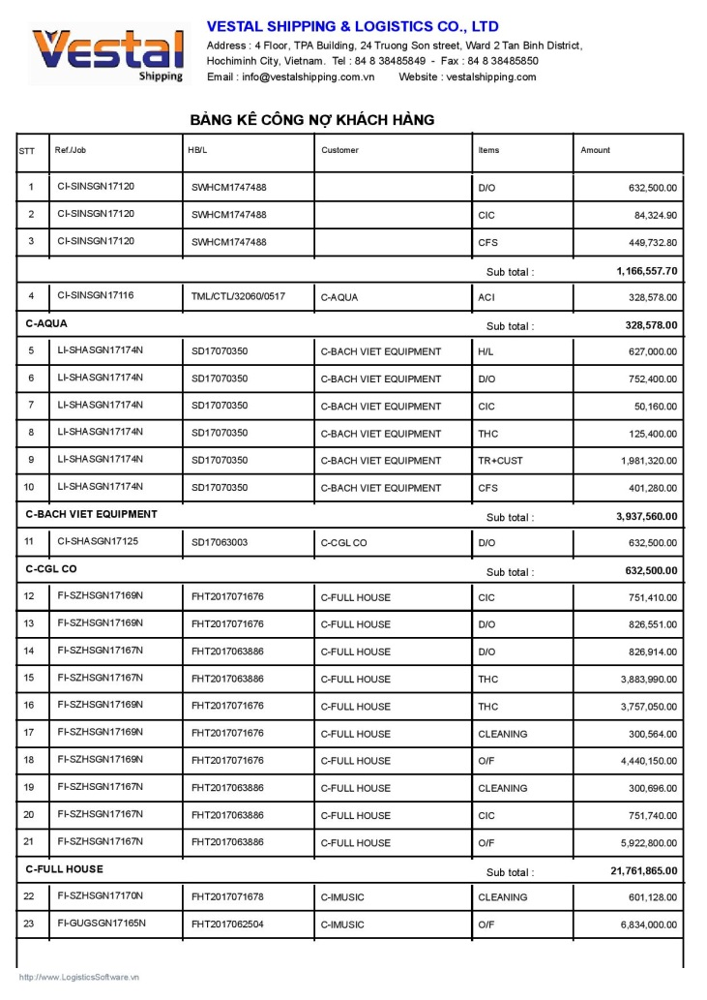 Vestal
Shipping
VESTAL SHIPPING & LOGISTICS CO., LTD
Address : 4 Floor, TPA Building, 24 Truong Son street, Ward 2 Tan Binh District,
Hochiminh City, Vietnam. Tel : 84 8 38485849 - Fax : 84 8 38485850
Email : info@vestalshipping.com.vn Website : vestalshipping.com
BẢNG KÊ CÔNG NỢ KHÁCH HÀNG
STT Ref./Job HB/L Customer Items Amount
1 CI-SINSGN17120 SWHCM1747488 D/O 632,500.00
2 CI-SINSGN17120 SWHCM1747488 CIC 84,324.90
3 CI-SINSGN17120 SWHCM1747488 CFS 449,732.80
Sub total : 1,166,557.70
4 CI-SINSGN17116 TML/CTL/32060/0517 C-AQUA ACI 328,578.00
C-AQUA Sub total : 328,578.00
5 LI-SHASGN17174N SD17070350 C-BACH VIET EQUIPMENT H/L 627,000.00
6 LI-SHASGN17174N SD17070350 C-BACH VIET EQUIPMENT D/O 752,400.00
7 LI-SHASGN17174N SD17070350 C-BACH VIET EQUIPMENT CIC 50,160.00
8 LI-SHASGN17174N SD17070350 C-BACH VIET EQUIPMENT THC 125,400.00
9 LI-SHASGN17174N SD17070350 C-BACH VIET EQUIPMENT TR+CUST 1,981,320.00
10 LI-SHASGN17174N SD17070350 C-BACH VIET EQUIPMENT CFS 401,280.00
C-BACH VIET EQUIPMENT Sub total : 3,937,560.00
11 CI-SHASGN17125 SD17063003 C-CGL CO D/O 632,500.00
C-CGL CO Sub total : 632,500.00
12 FI-SZHSGN17169N FHT2017071676 C-FULL HOUSE CIC 751,410.00
13 FI-SZHSGN17169N FHT2017071676 C-FULL HOUSE D/O 826,551.00
14 FI-SZHSGN17167N FHT2017063886 C-FULL HOUSE D/O 826,914.00
15 FI-SZHSGN17167N FHT2017063886 C-FULL HOUSE THC 3,883,990.00
16 FI-SZHSGN17169N FHT2017071676 C-FULL HOUSE THC 3,757,050.00
17 FI-SZHSGN17169N FHT2017071676 C-FULL HOUSE CLEANING 300,564.00
18 FI-SZHSGN17169N FHT2017071676 C-FULL HOUSE O/F 4,440,150.00
19 FI-SZHSGN17167N FHT2017063886 C-FULL HOUSE CLEANING 300,696.00
20 FI-SZHSGN17167N FHT2017063886 C-FULL HOUSE CIC 751,740.00
21 FI-SZHSGN17167N FHT2017063886 C-FULL HOUSE O/F 5,922,800.00
C-FULL HOUSE Sub total : 21,761,865.00
22 FI-SZHSGN17170N FHT2017071678 C-IMUSIC CLEANING 601,128.00
23 FI-GUGSGN17165N FHT2017062504 C-IMUSIC O/F 6,834,000.00
http://www.LogisticsSoftware.vn